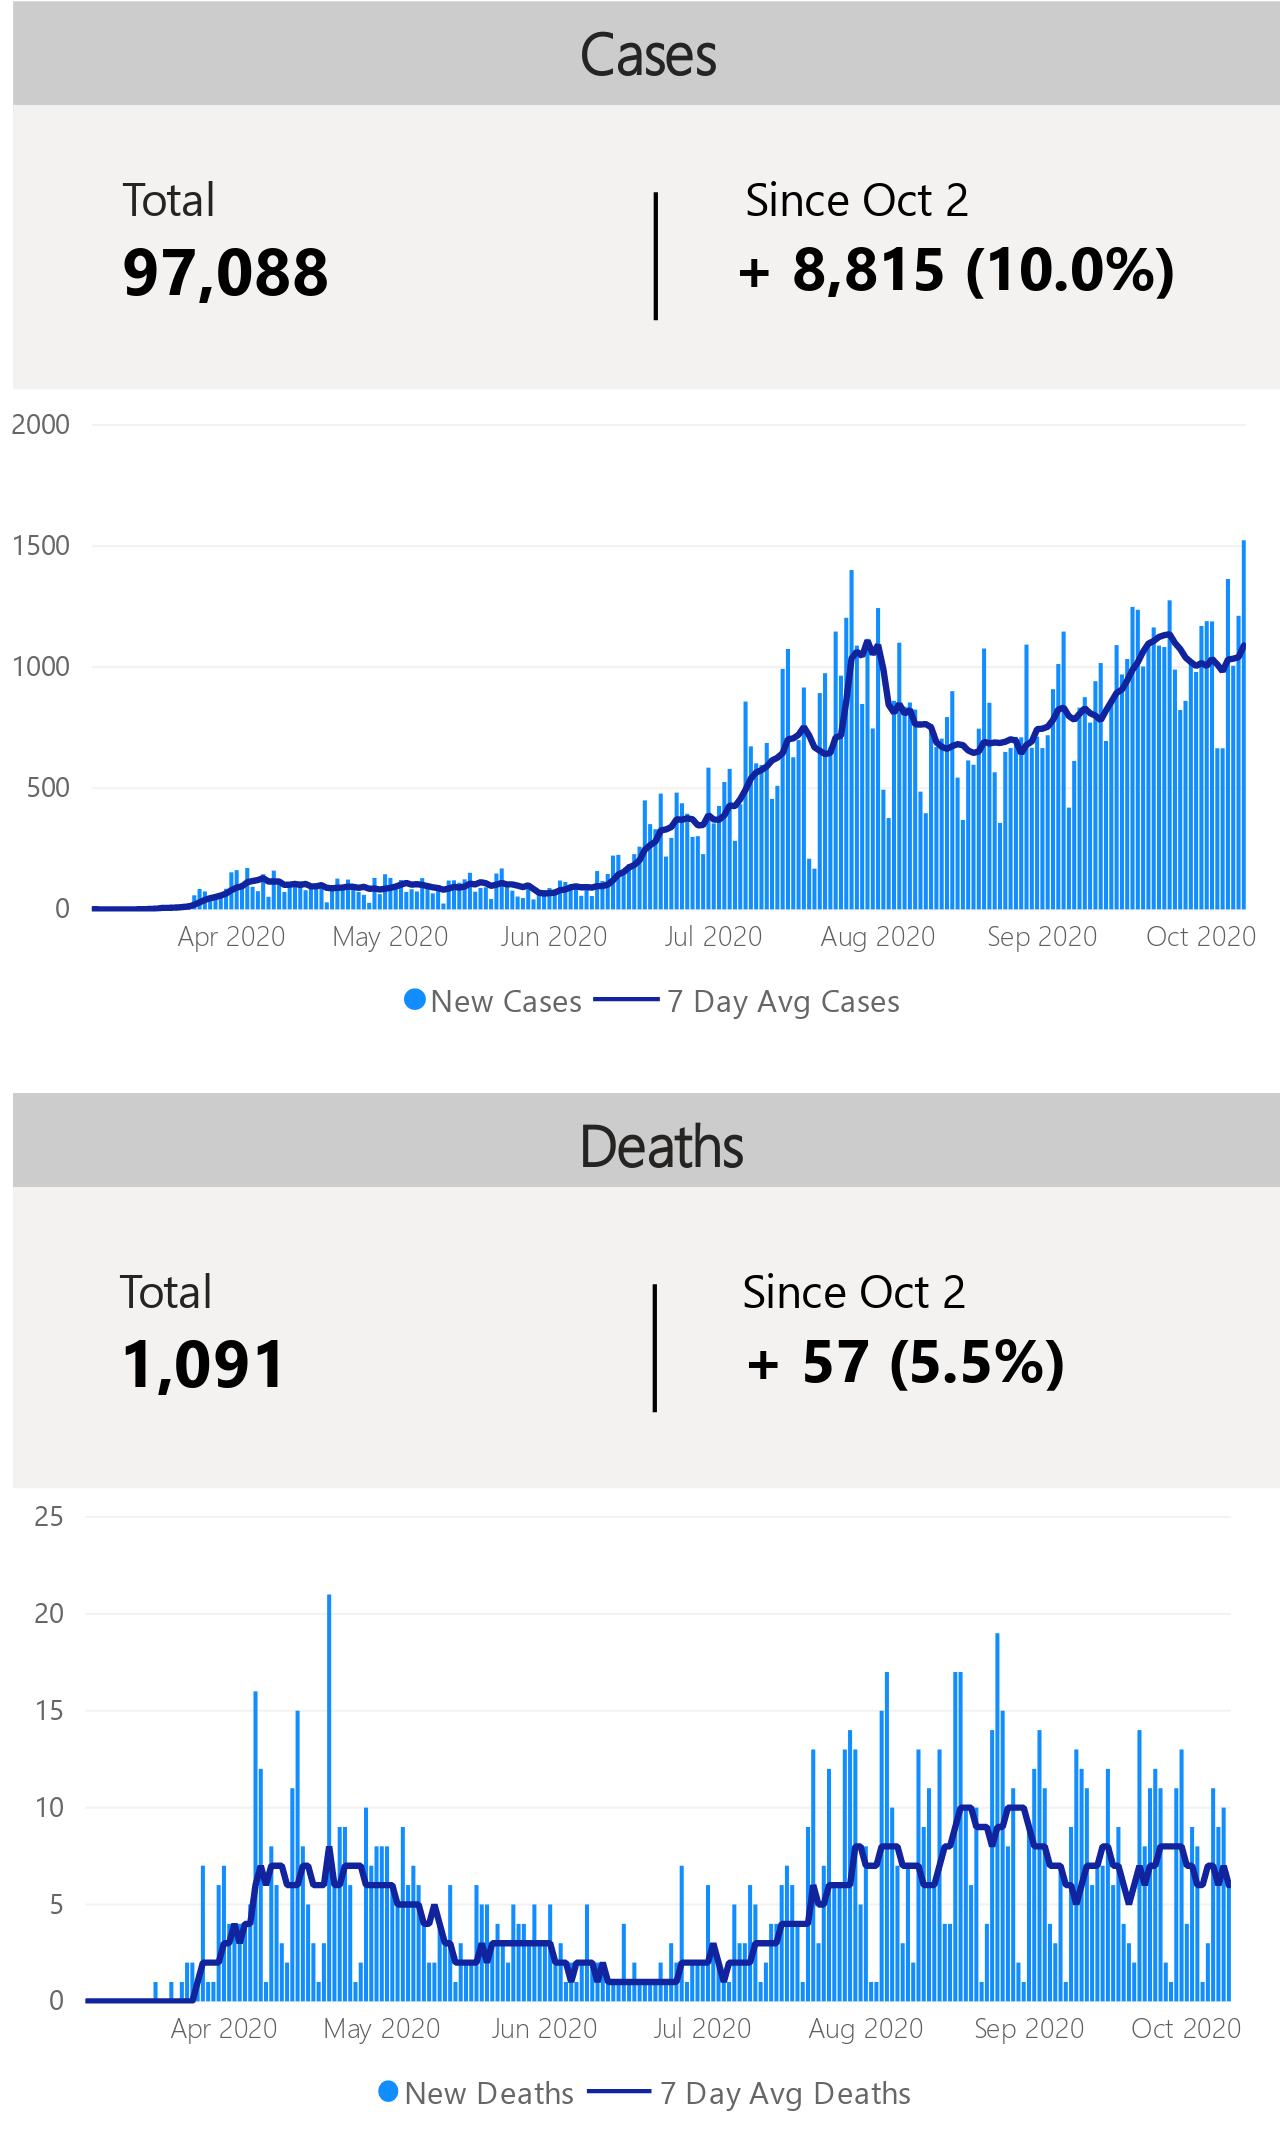 Cases
Total
Since Oct 2
97,088
+ 8,815 (10.0%)
2000
1500
1000
500
0
Apr 2020 May 2020 Jun 2020 Jul 2020 Aug 2020 Sep 2020 Oct 2020
New Cases 7 Day Avg Cases
Deaths
Total
Since Oct 2
1,091
+ 57 (5.5%)
25
20
15
10
5
0
Apr 2020 May 2020 Jun 2020 Jul 2020 Aug 2020 Sep 2020 Oct 2020
New Deaths 7 Day Avg Deaths